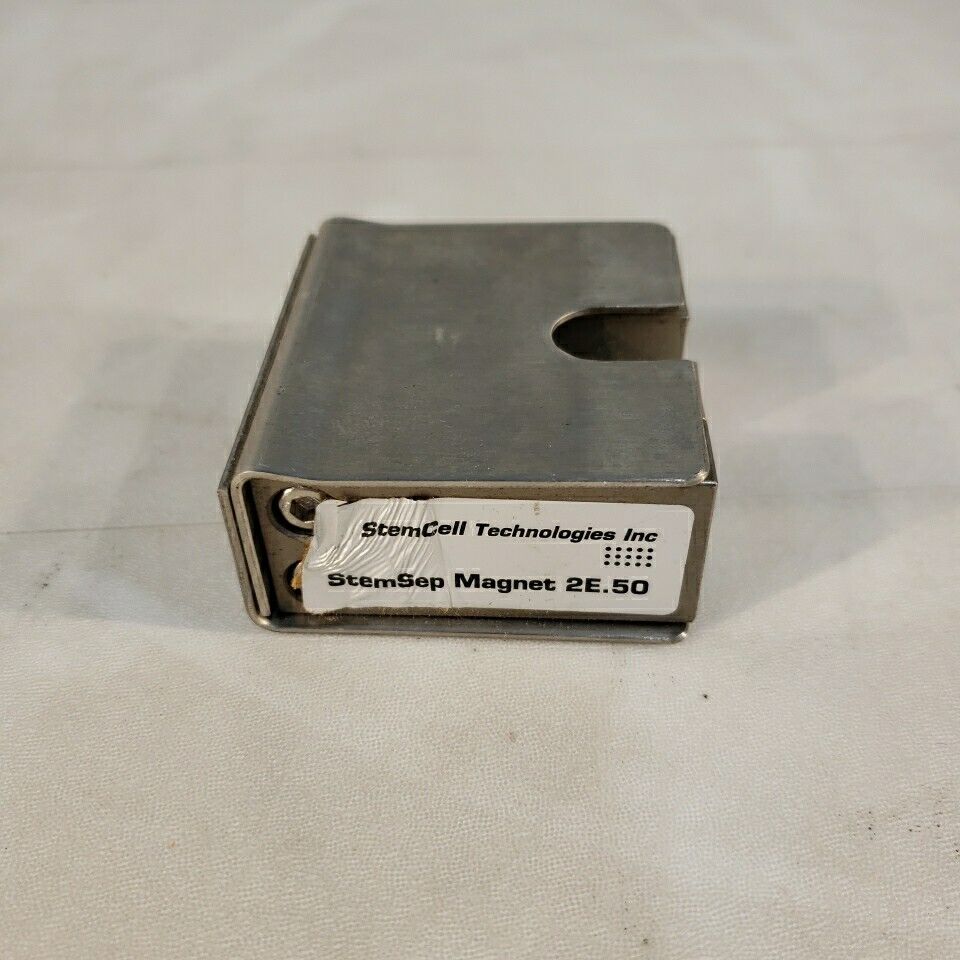 StemCell Technologies Inc
StemSep Magnet 2E.50